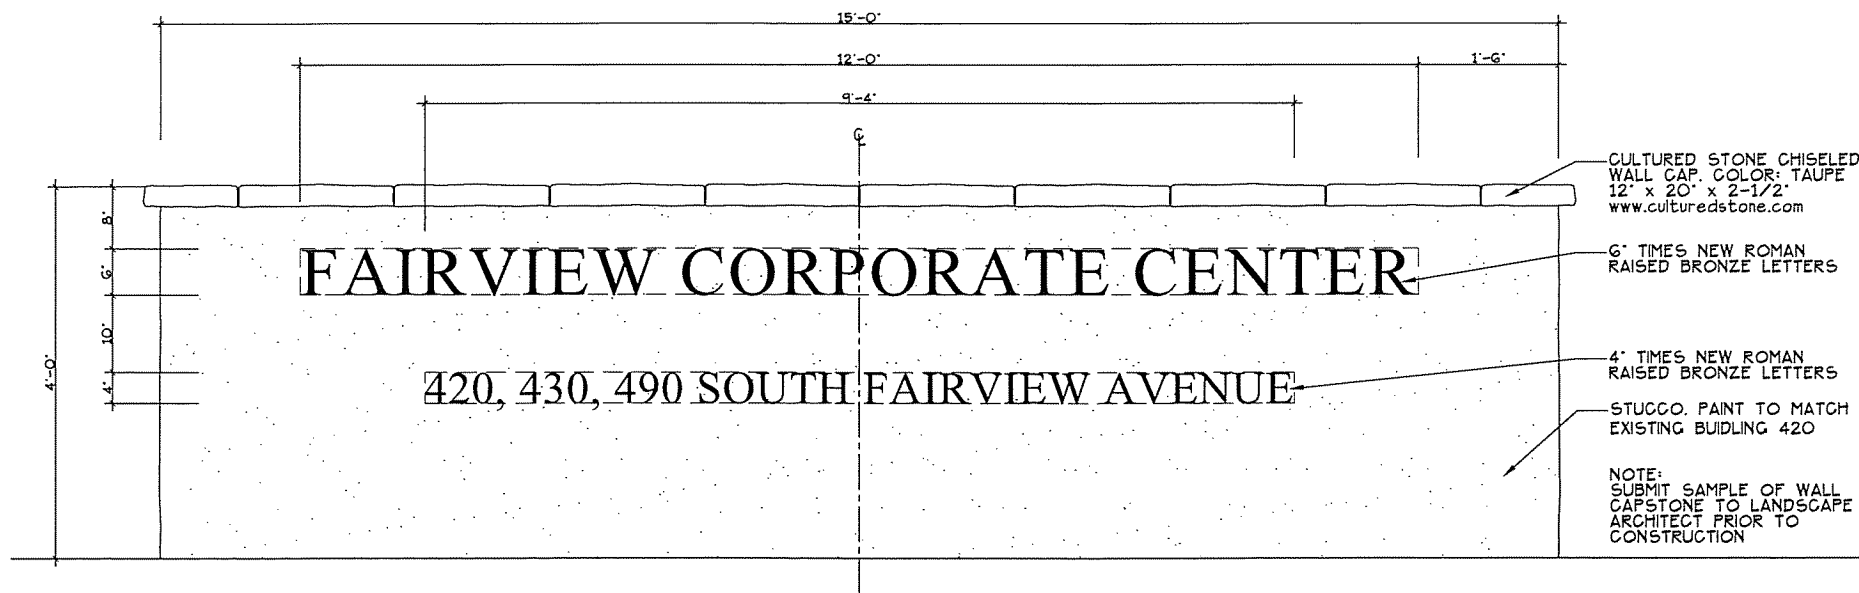 15'-0"
12'-0"
1'-6"
9'-4"
℄
CULTURED STONE CHISELED
WALL CAP. COLOR: TAUPE
12" x 20" x 2-1/2"
www.culturedstone.com
8"
6" TIMES NEW ROMAN
RAISED BRONZE LETTERS
FAIRVIEW CORPORATE CENTER
6"
10"
4'-0"
4" TIMES NEW ROMAN
RAISED BRONZE LETTERS
420, 430, 490 SOUTH FAIRVIEW AVENUE
4"
STUCCO. PAINT TO MATCH
EXISTING BUIDLING 420
NOTE:
SUBMIT SAMPLE OF WALL
CAPSTONE TO LANDSCAPE
ARCHITECT PRIOR TO
CONSTRUCTION